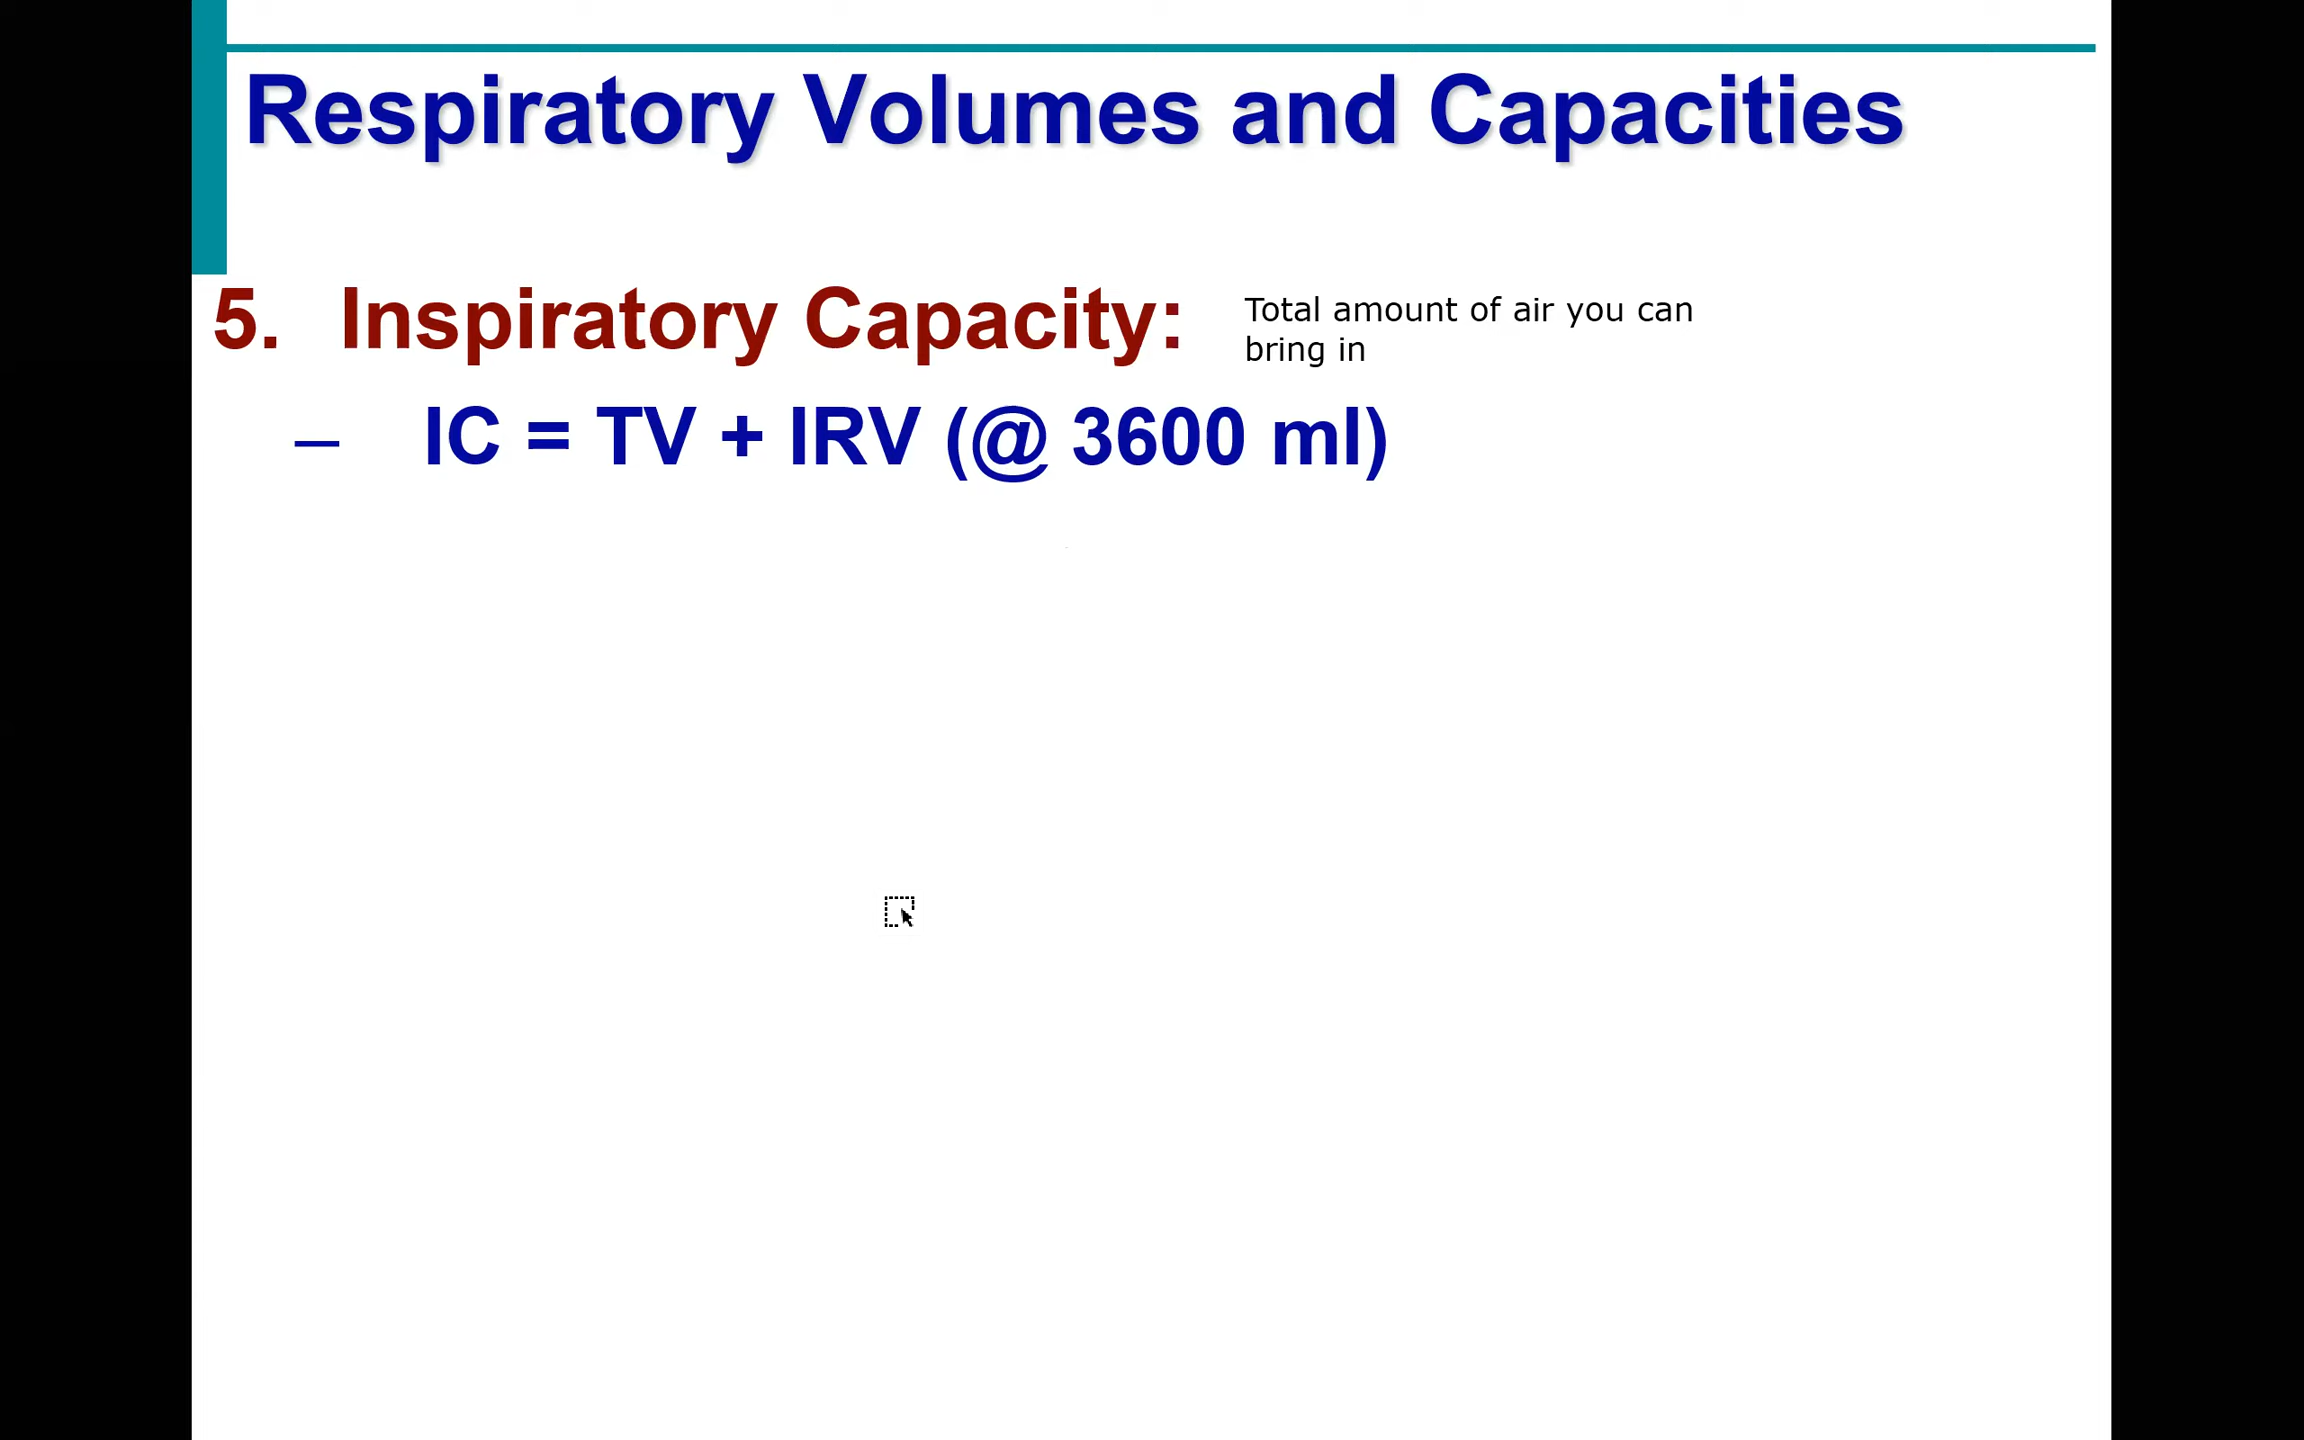 Respiratory Volumes and Capacities
5. Inspiratory Capacity:
Total amount of air you can
bring in
– IC = TV + IRV (@ 3600 ml)